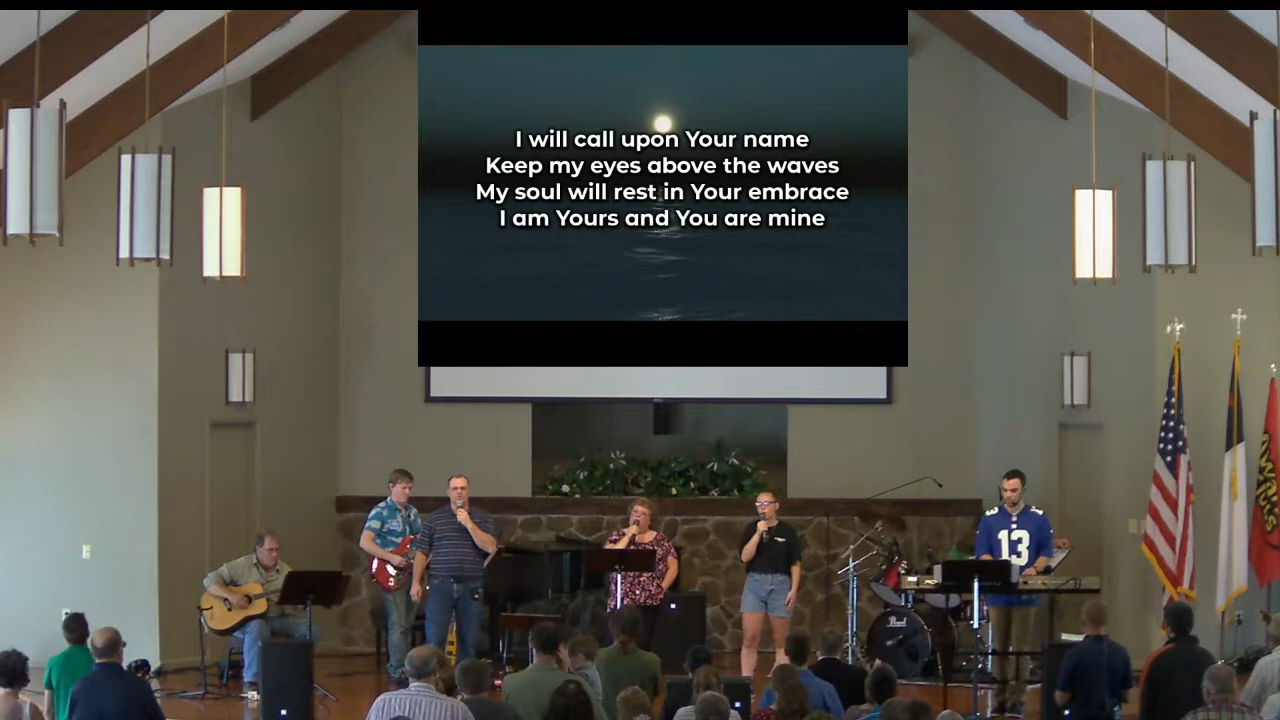 I will call upon Your name
Keep my eyes above the waves
My soul will rest in Your embrace
I am Yours and You are mine
13
Pearl
AWANAS